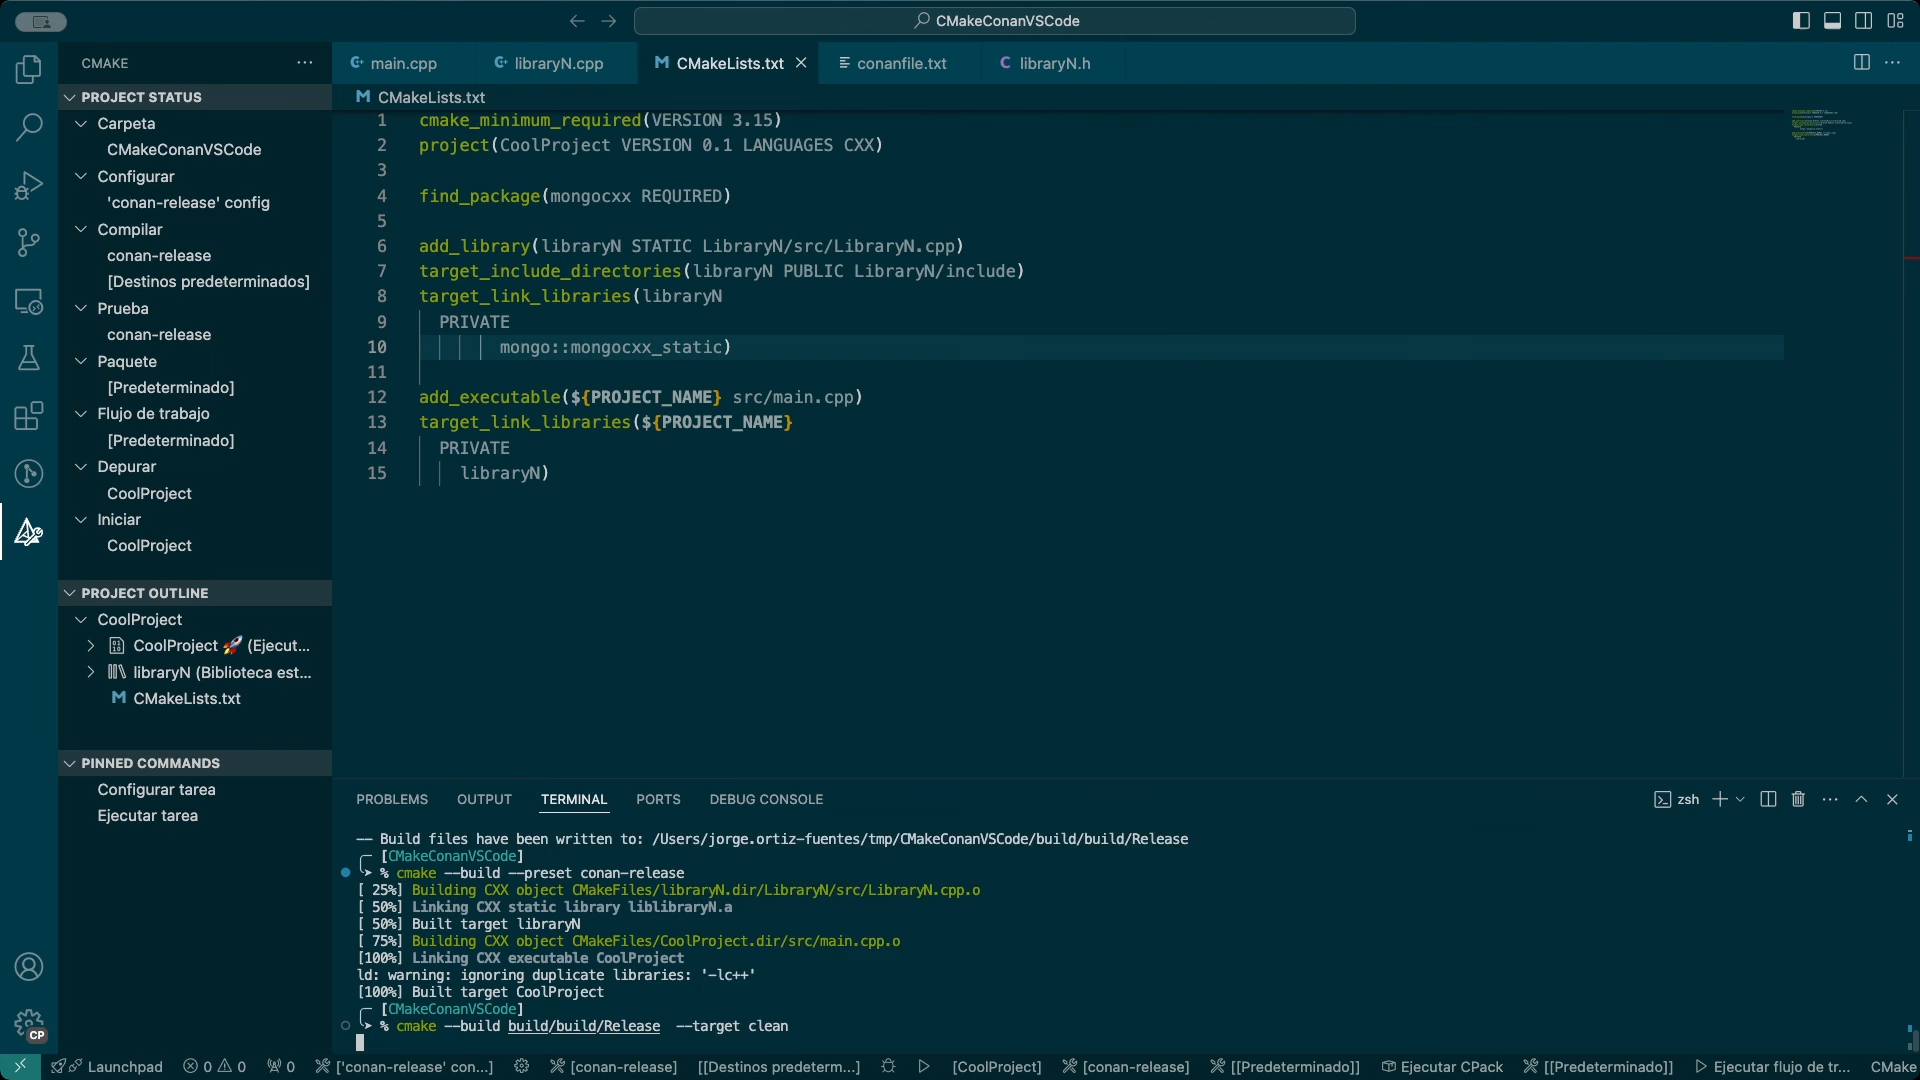 CMakeConanVSCode
CMAKE
main.cpp
libraryN.cpp
CMakeLists.txt
conanfile.txt
libraryN.h
PROJECT STATUS
Carpeta
CMakeConanVSCode
Configurar
'conan-release' config
Compilar
conan-release
[Destinos predeterminados]
Prueba
conan-release
Paquete
[Predeterminado]
Flujo de trabajo
[Predeterminado]
Depurar
CoolProject
Iniciar
CoolProject
PROJECT OUTLINE
CoolProject
CoolProject 🚀 (Ejecut...
libraryN (Biblioteca est...
CMakeLists.txt
PINNED COMMANDS
Configurar tarea
Ejecutar tarea
CP
CMakeLists.txt
1 cmake_minimum_required(VERSION 3.15)
2 project(CoolProject VERSION 0.1 LANGUAGES CXX)
3
4 find_package(mongocxx REQUIRED)
5
6 add_library(libraryN STATIC LibraryN/src/LibraryN.cpp)
7 target_include_directories(libraryN PUBLIC LibraryN/include)
8 target_link_libraries(libraryN
9 PRIVATE
10 mongo::mongocxx_static)
11
12 add_executable(${PROJECT_NAME} src/main.cpp)
13 target_link_libraries(${PROJECT_NAME}
14 PRIVATE
15 libraryN)
PROBLEMS OUTPUT TERMINAL PORTS DEBUG CONSOLE
zsh
-- Build files have been written to: /Users/jorge.ortiz-fuentes/tmp/CMakeConanVSCode/build/build/Release
[CMakeConanVSCode]
% cmake --build --preset conan-release
[ 25%] Building CXX object CMakeFiles/libraryN.dir/LibraryN/src/LibraryN.cpp.o
[ 50%] Linking CXX static library liblibraryN.a
[ 50%] Built target libraryN
[ 75%] Building CXX object CMakeFiles/CoolProject.dir/src/main.cpp.o
[100%] Linking CXX executable CoolProject
ld: warning: ignoring duplicate libraries: '-lc++'
[100%] Built target CoolProject
[CMakeConanVSCode]
% cmake --build build/build/Release --target clean
Launchpad 0 0 0 ['conan-release' con...] [conan-release] [[Destinos predeterm...] [CoolProject] [conan-release] [[Predeterminado]] Ejecutar CPack [[Predeterminado]] Ejecutar flujo de tr... CMake